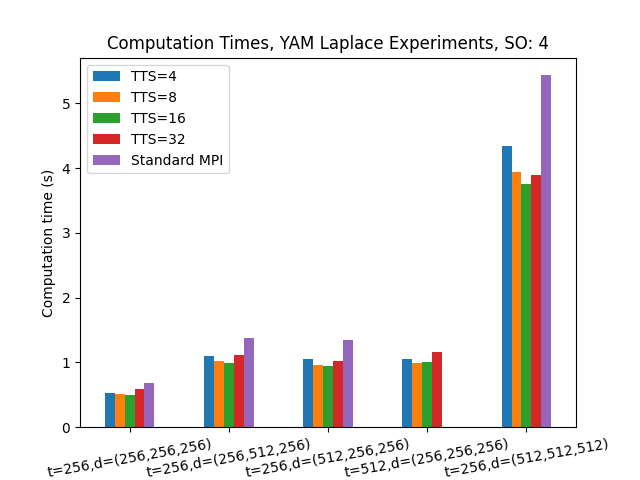 Computation Times, YAM Laplace Experiments, SO: 4
TTS=4
TTS=8
TTS=16
TTS=32
Standard MPI
Computation time (s)
5
4
3
2
1
0
t=256,d=(256,256,256)
t=256,d=(256,512,256)
t=256,d=(512,256,256)
t=512,d=(256,256,256)
t=256,d=(512,512,512)